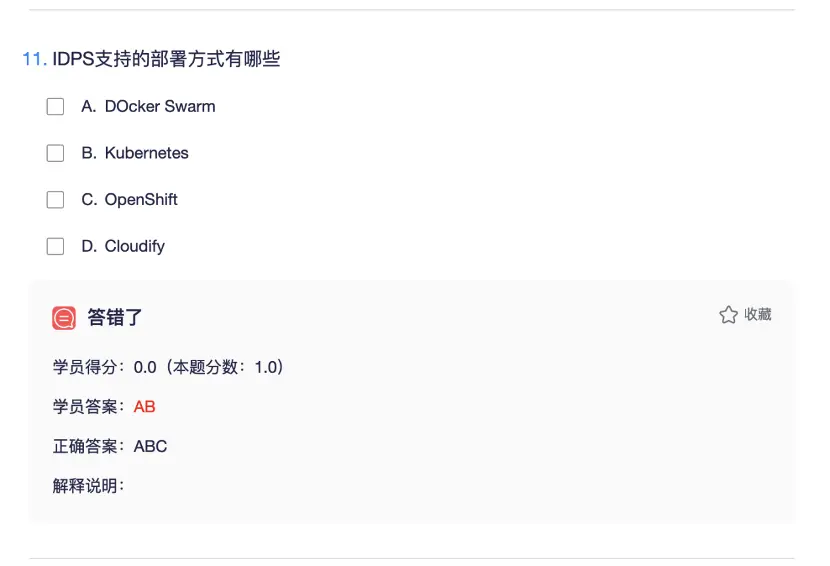 11. IDPS支持的部署方式有哪些
A. DOcker Swarm
B. Kubernetes
C. OpenShift
D. Cloudify
答错了
收藏
学员得分：0.0（本题分数：1.0）
学员答案：AB
正确答案：ABC
解释说明：